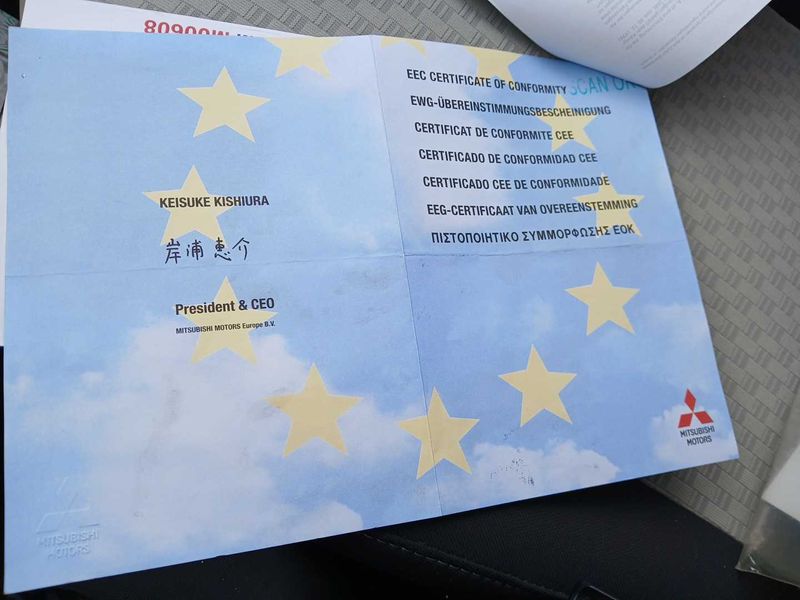 KEISUKE KISHIURA
岸浦 恵介
President & CEO
MITSUBISHI MOTORS Europe B.V.
MITSUBISHI
MOTORS
EEC CERTIFICATE OF CONFORMITY
EWG-ÜBEREINSTIMMUNGSBESCHEINIGUNG
CERTIFICAT DE CONFORMITE CEE
CERTIFICADO DE CONFORMIDAD CEE
CERTIFICADO CEE DE CONFORMIDADE
EEG-CERTIFICAAT VAN OVEREENSTEMMING
ΠΙΣΤΟΠΟΙΗΤΙΚΟ ΣΥΜΜΟΡΦΩΣΗΣ ΕΟΚ
MITSUBISHI
MOTORS